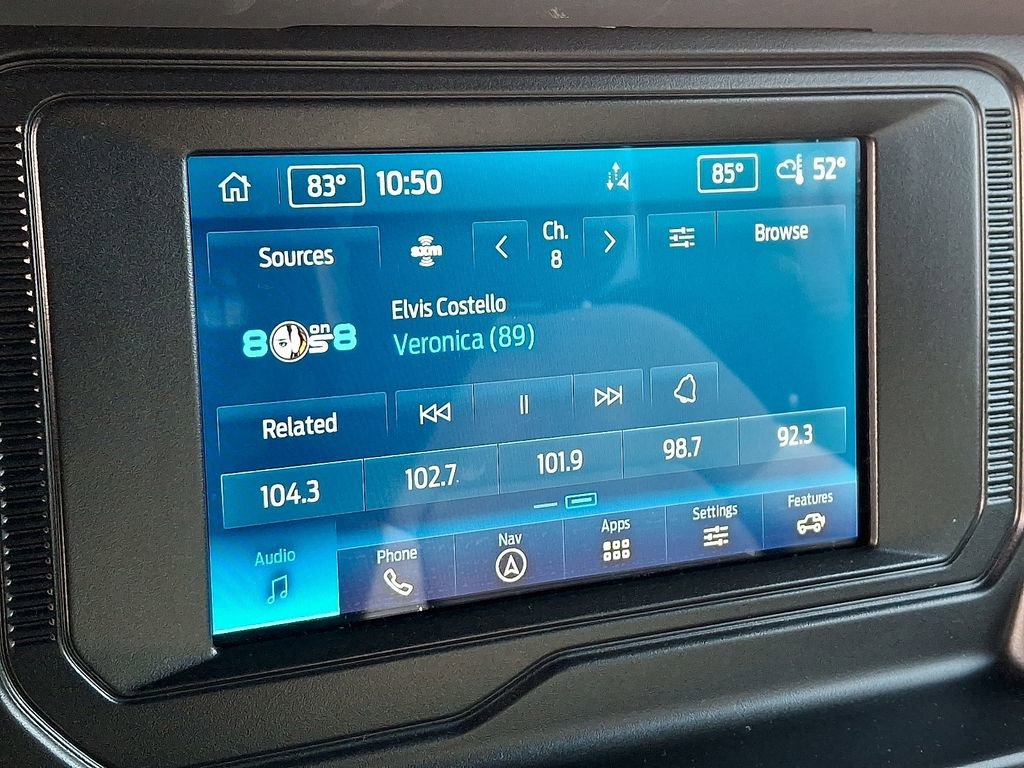 83° 10:50 85° 52°
Sources sxm Ch. 8 Browse
Elvis Costello
Veronica (89)
80s on 8
Related
104.3 102.7 101.9 98.7 92.3
Audio Phone Nav Apps Settings Features